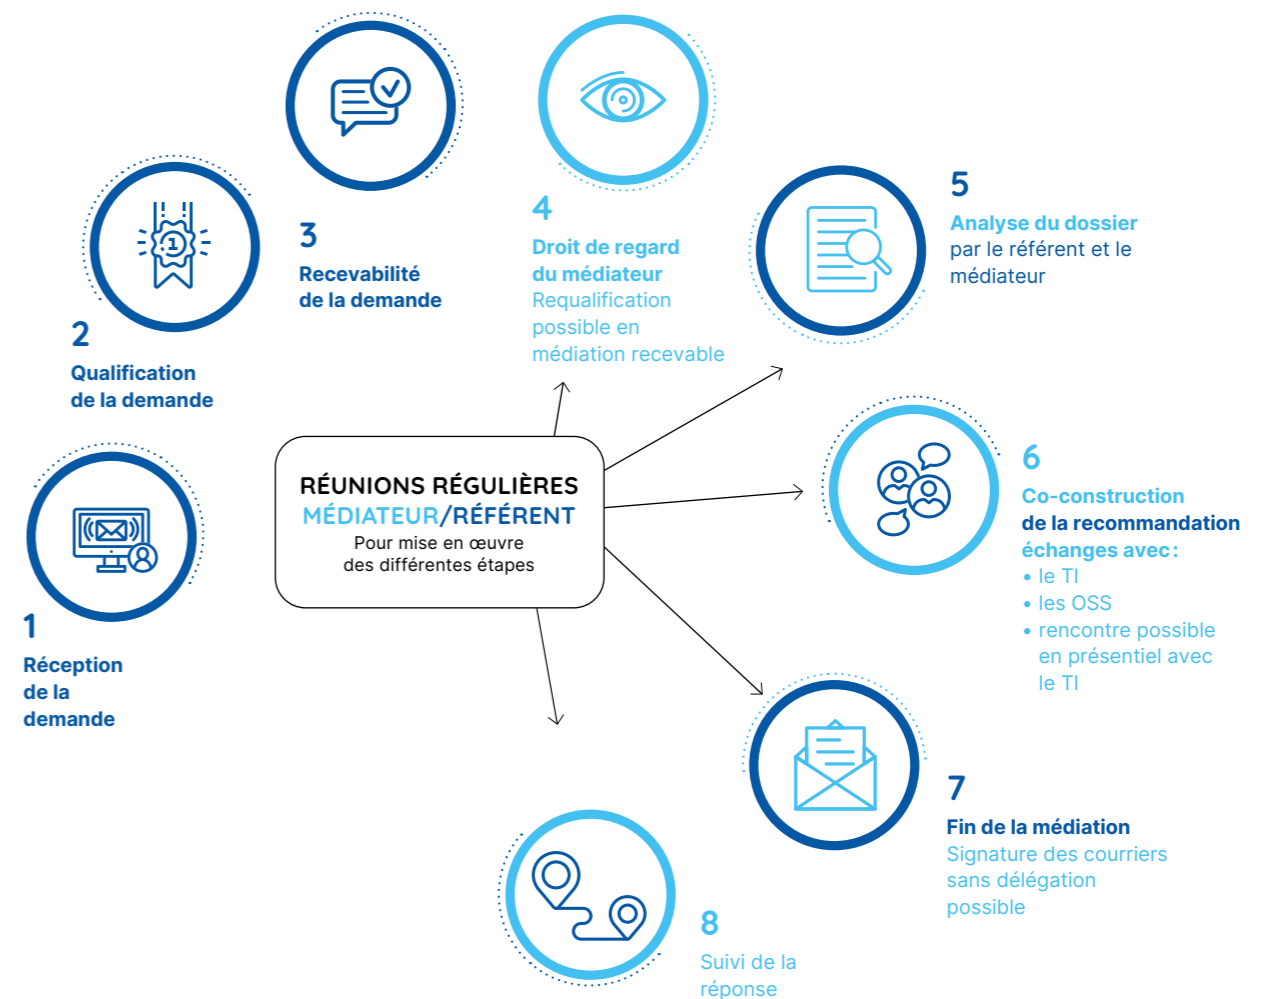 1
Réception
de la
demande
2
Qualification
de la demande
1
3
Recevabilité
de la demande
4
Droit de regard
du médiateur
Requalification
possible en
médiation recevable
5
Analyse du dossier
par le référent et le
médiateur
6
Co-construction
de la recommandation
échanges avec :
• le TI
• les OSS
• rencontre possible
en présentiel avec
le TI
7
Fin de la médiation
Signature des courriers
sans délégation
possible
8
Suivi de la
réponse
RÉUNIONS RÉGULIÈRES
MÉDIATEUR/RÉFÉRENT
Pour mise en œuvre
des différentes étapes